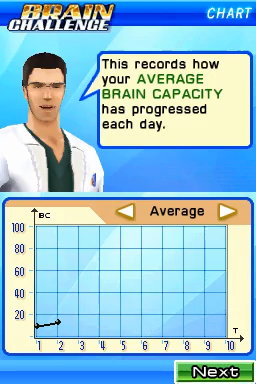 BRAIN
CHALLENGE
CHART
This records how
your AVERAGE
BRAIN CAPACITY
has progressed
each day.
BC
Average
100
80
60
40
20
T
1 2 3 4 5 6 7 8 9 10
Next